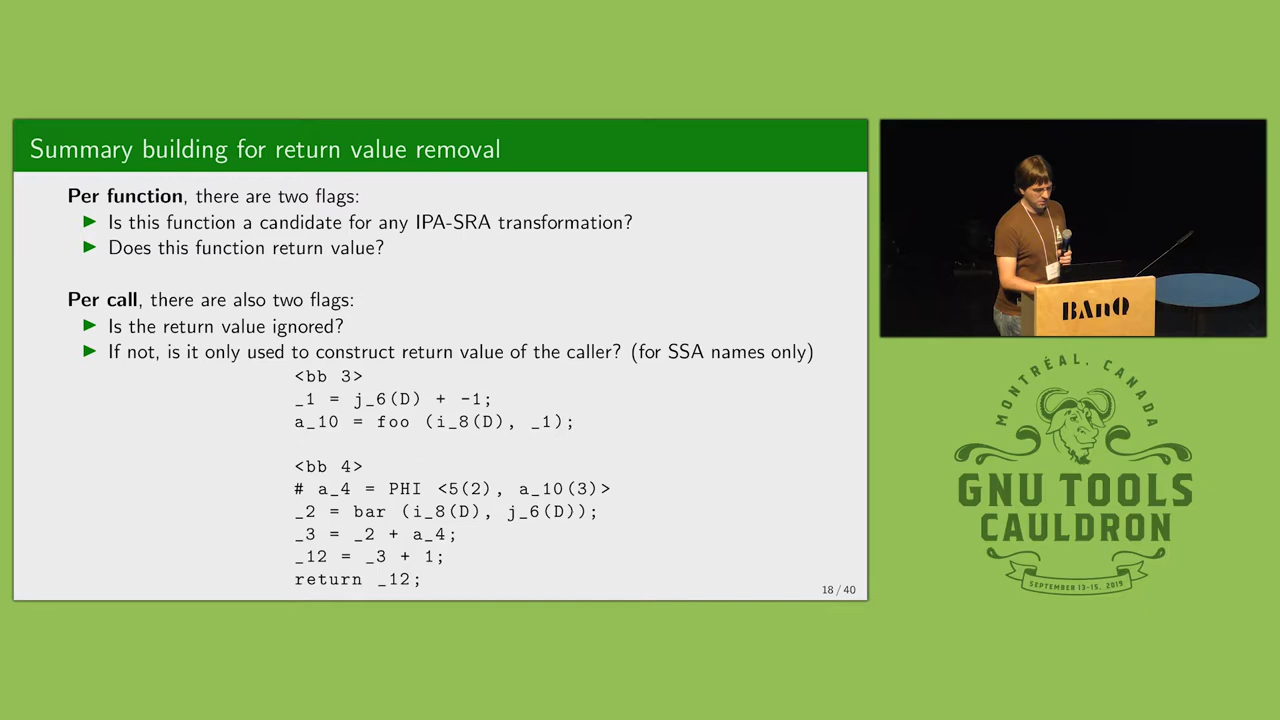 Summary building for return value removal
Per function, there are two flags:
▶ Is this function a candidate for any IPA-SRA transformation?
▶ Does this function return value?
Per call, there are also two flags:
▶ Is the return value ignored?
▶ If not, is it only used to construct return value of the caller? (for SSA names only)
<bb 3>
_1 = j_6(D) + -1;
a_10 = foo (i_8(D), _1);
<bb 4>
# a_4 = PHI <5(2), a_10(3)>
_2 = bar (i_8(D), j_6(D));
_3 = _2 + a_4;
_12 = _3 + 1;
return _12;
18 / 40
BAnQ
MONTRÉAL, CANADA
GNU TOOLS
CAULDRON
SEPTEMBER 13-15, 2019